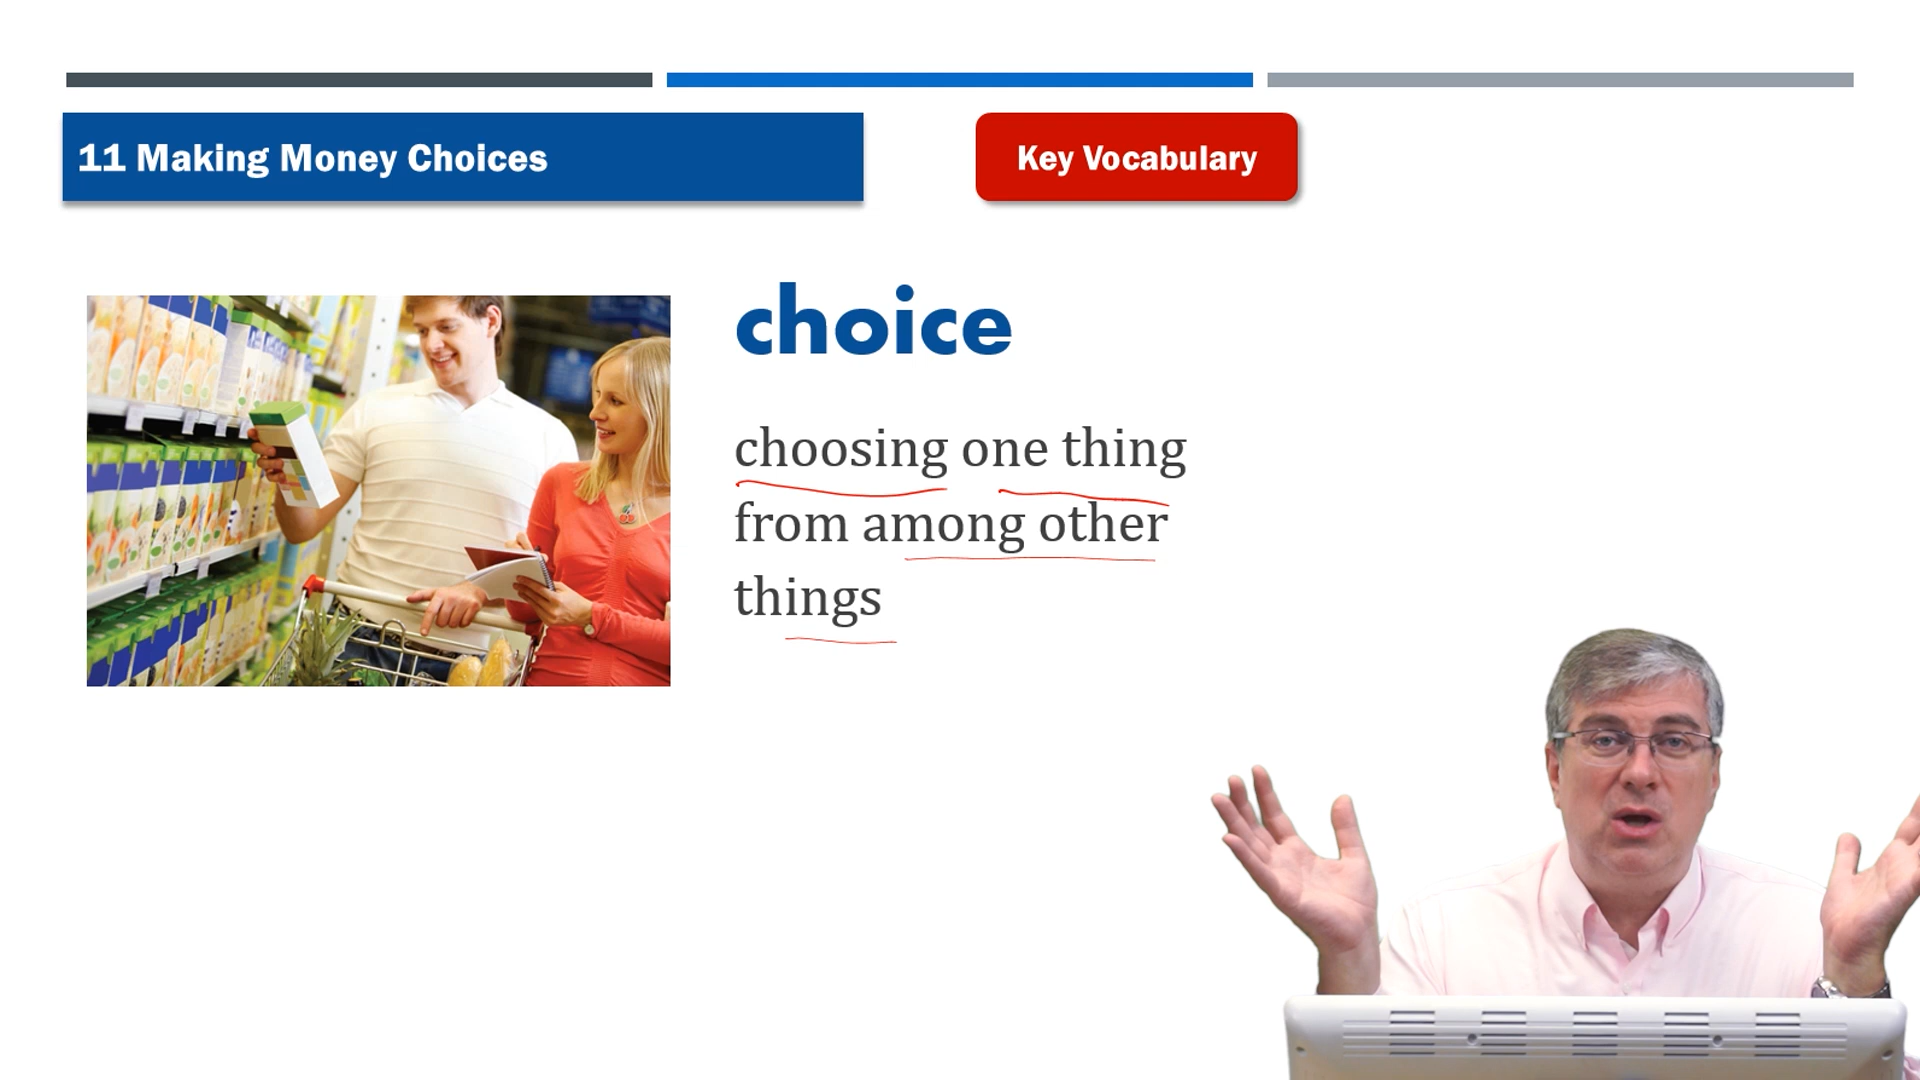 11 Making Money Choices
Key Vocabulary
choice
choosing one thing
from among other
things